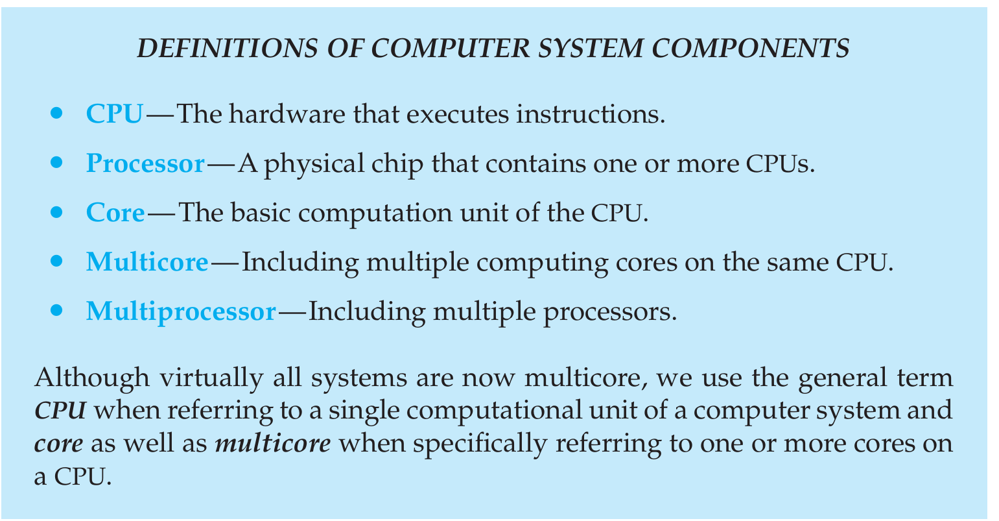 DEFINITIONS OF COMPUTER SYSTEM COMPONENTS
• CPU—The hardware that executes instructions.
• Processor—A physical chip that contains one or more CPUs.
• Core—The basic computation unit of the CPU.
• Multicore—Including multiple computing cores on the same CPU.
• Multiprocessor—Including multiple processors.
Although virtually all systems are now multicore, we use the general term
CPU when referring to a single computational unit of a computer system and
core as well as multicore when specifically referring to one or more cores on
a CPU.